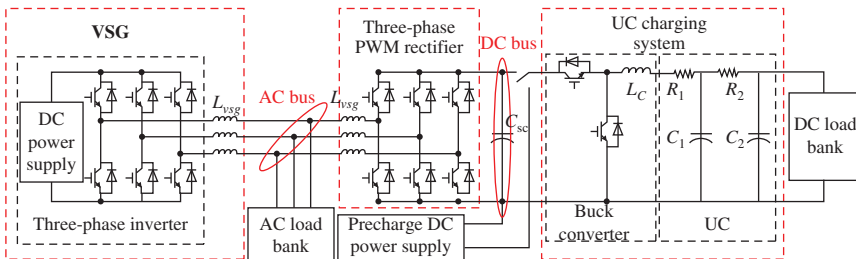 VSG
DC
power
supply
Three-phase inverter
L_vsg
AC bus
AC load
bank
L_vsg
Three-phase
PWM rectifier
DC bus
C_sc
Precharge DC
power supply
UC charging
system
L_C
Buck
converter
R_1
R_2
C_1
C_2
UC
DC load
bank